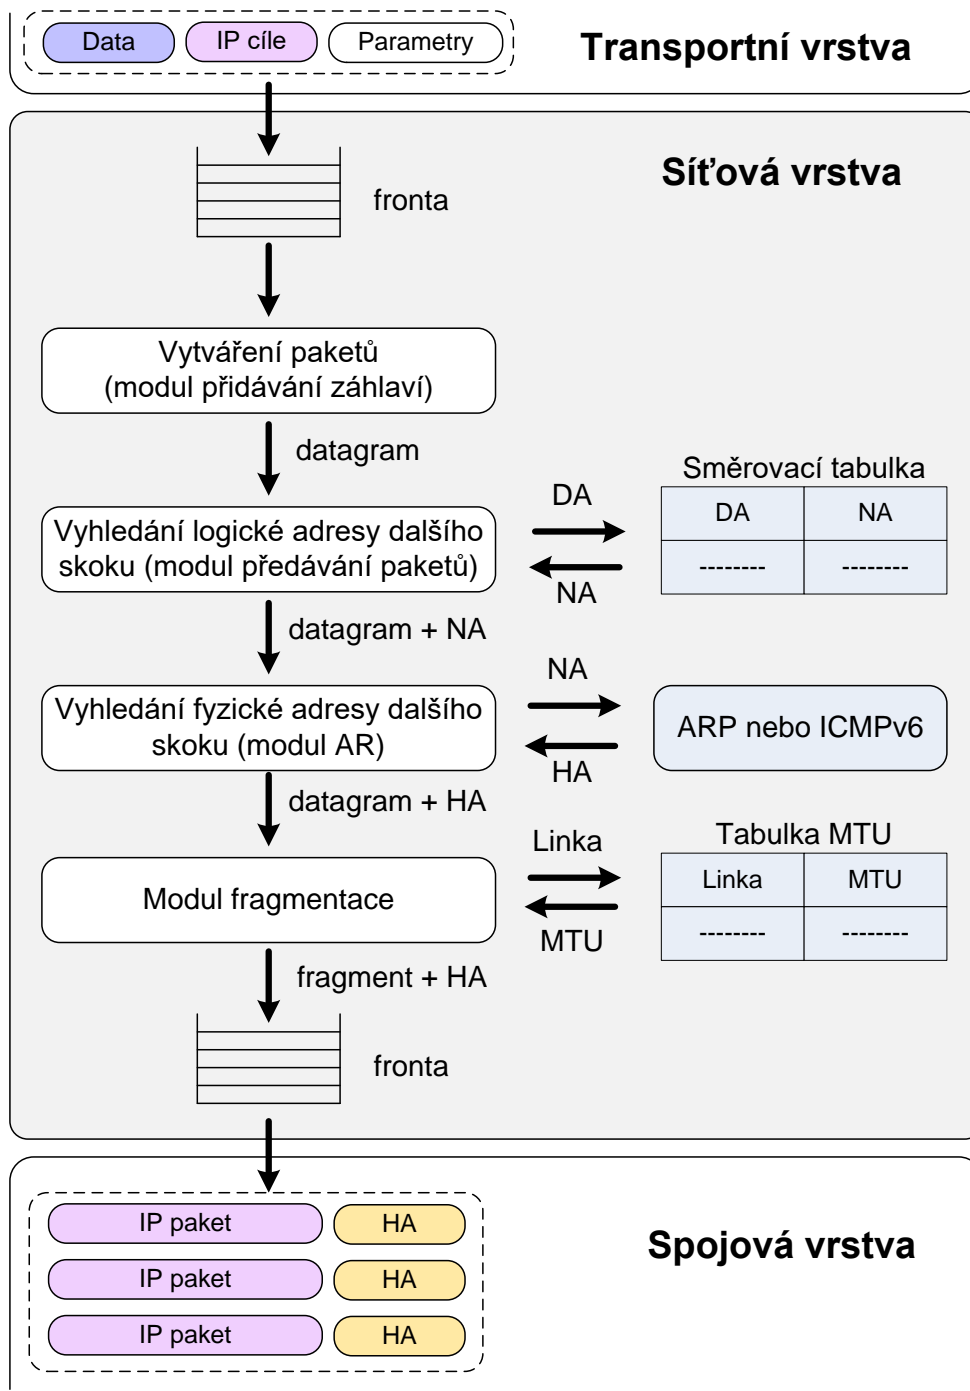 Data
IP cíle
Parametry
Transportní vrstva
Síťová vrstva
fronta
Vytváření paketů
(modul přidávání záhlaví)
datagram
Směrovací tabulka
DA
DA
NA
Vyhledání logické adresy dalšího
skoku (modul předávání paketů)
--------
--------
NA
datagram + NA
NA
Vyhledání fyzické adresy dalšího
skoku (modul AR)
ARP nebo ICMPv6
HA
datagram + HA
Tabulka MTU
Linka
Linka
MTU
Modul fragmentace
--------
--------
MTU
fragment + HA
fronta
IP paket
HA
Spojová vrstva
IP paket
HA
IP paket
HA